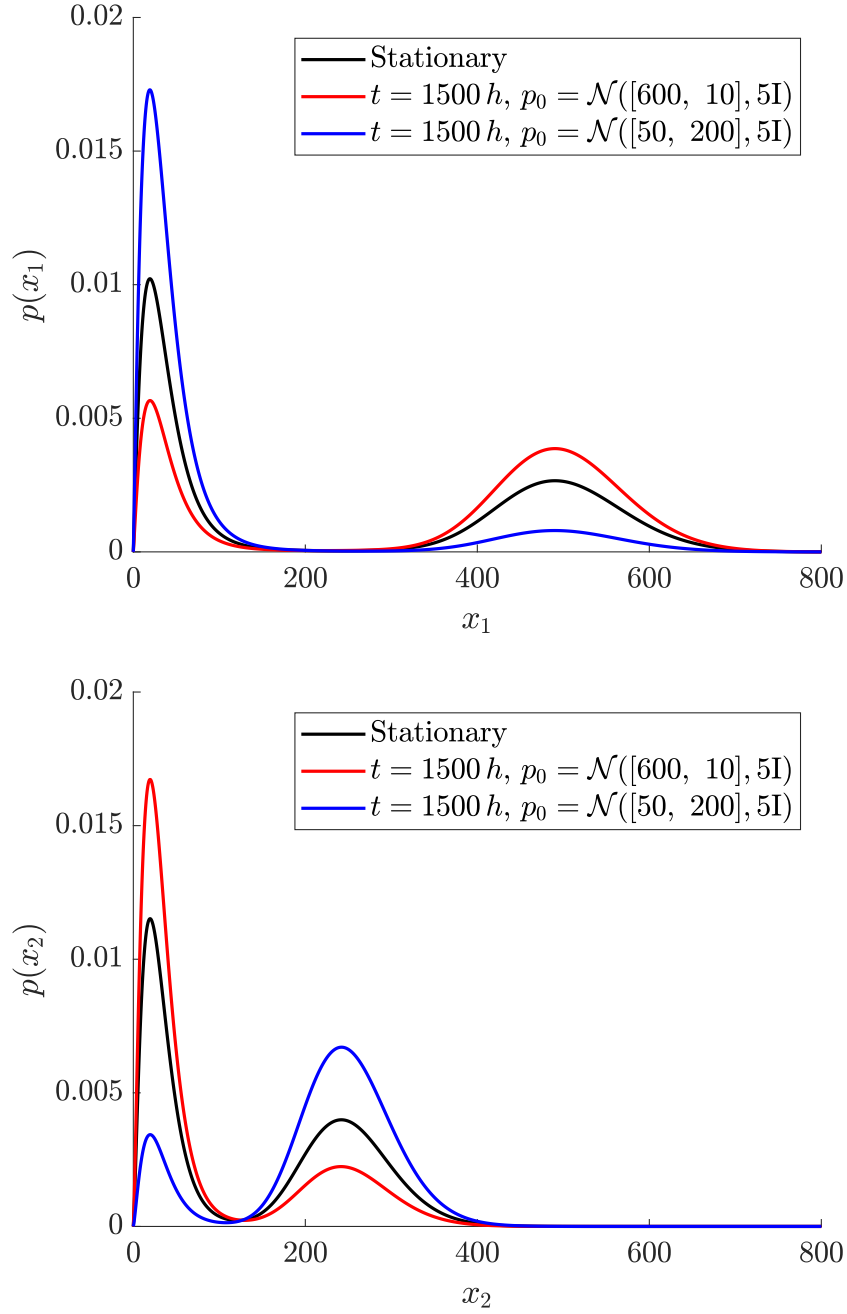 0.02
Stationary
t = 1500 h, p₀ = 𝒩([600, 10], 5I)
t = 1500 h, p₀ = 𝒩([50, 200], 5I)
0.015
p(x₁)
0.01
0.005
0
0 200 400 600 800
x₁
0.02
Stationary
t = 1500 h, p₀ = 𝒩([600, 10], 5I)
t = 1500 h, p₀ = 𝒩([50, 200], 5I)
0.015
p(x₂)
0.01
0.005
0
0 200 400 600 800
x₂